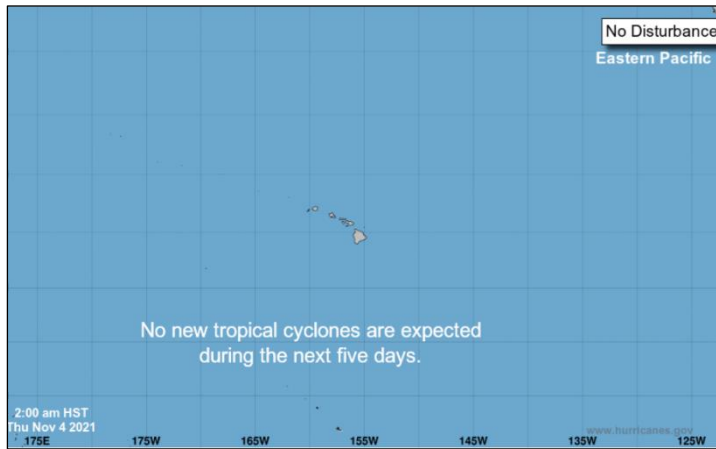 No Disturbance
Eastern Pacific
No new tropical cyclones are expected
during the next five days.
2:00 am HST
Thu Nov 4 2021
www.hurricanes.gov
175E 175W 165W 155W 145W 135W 125W